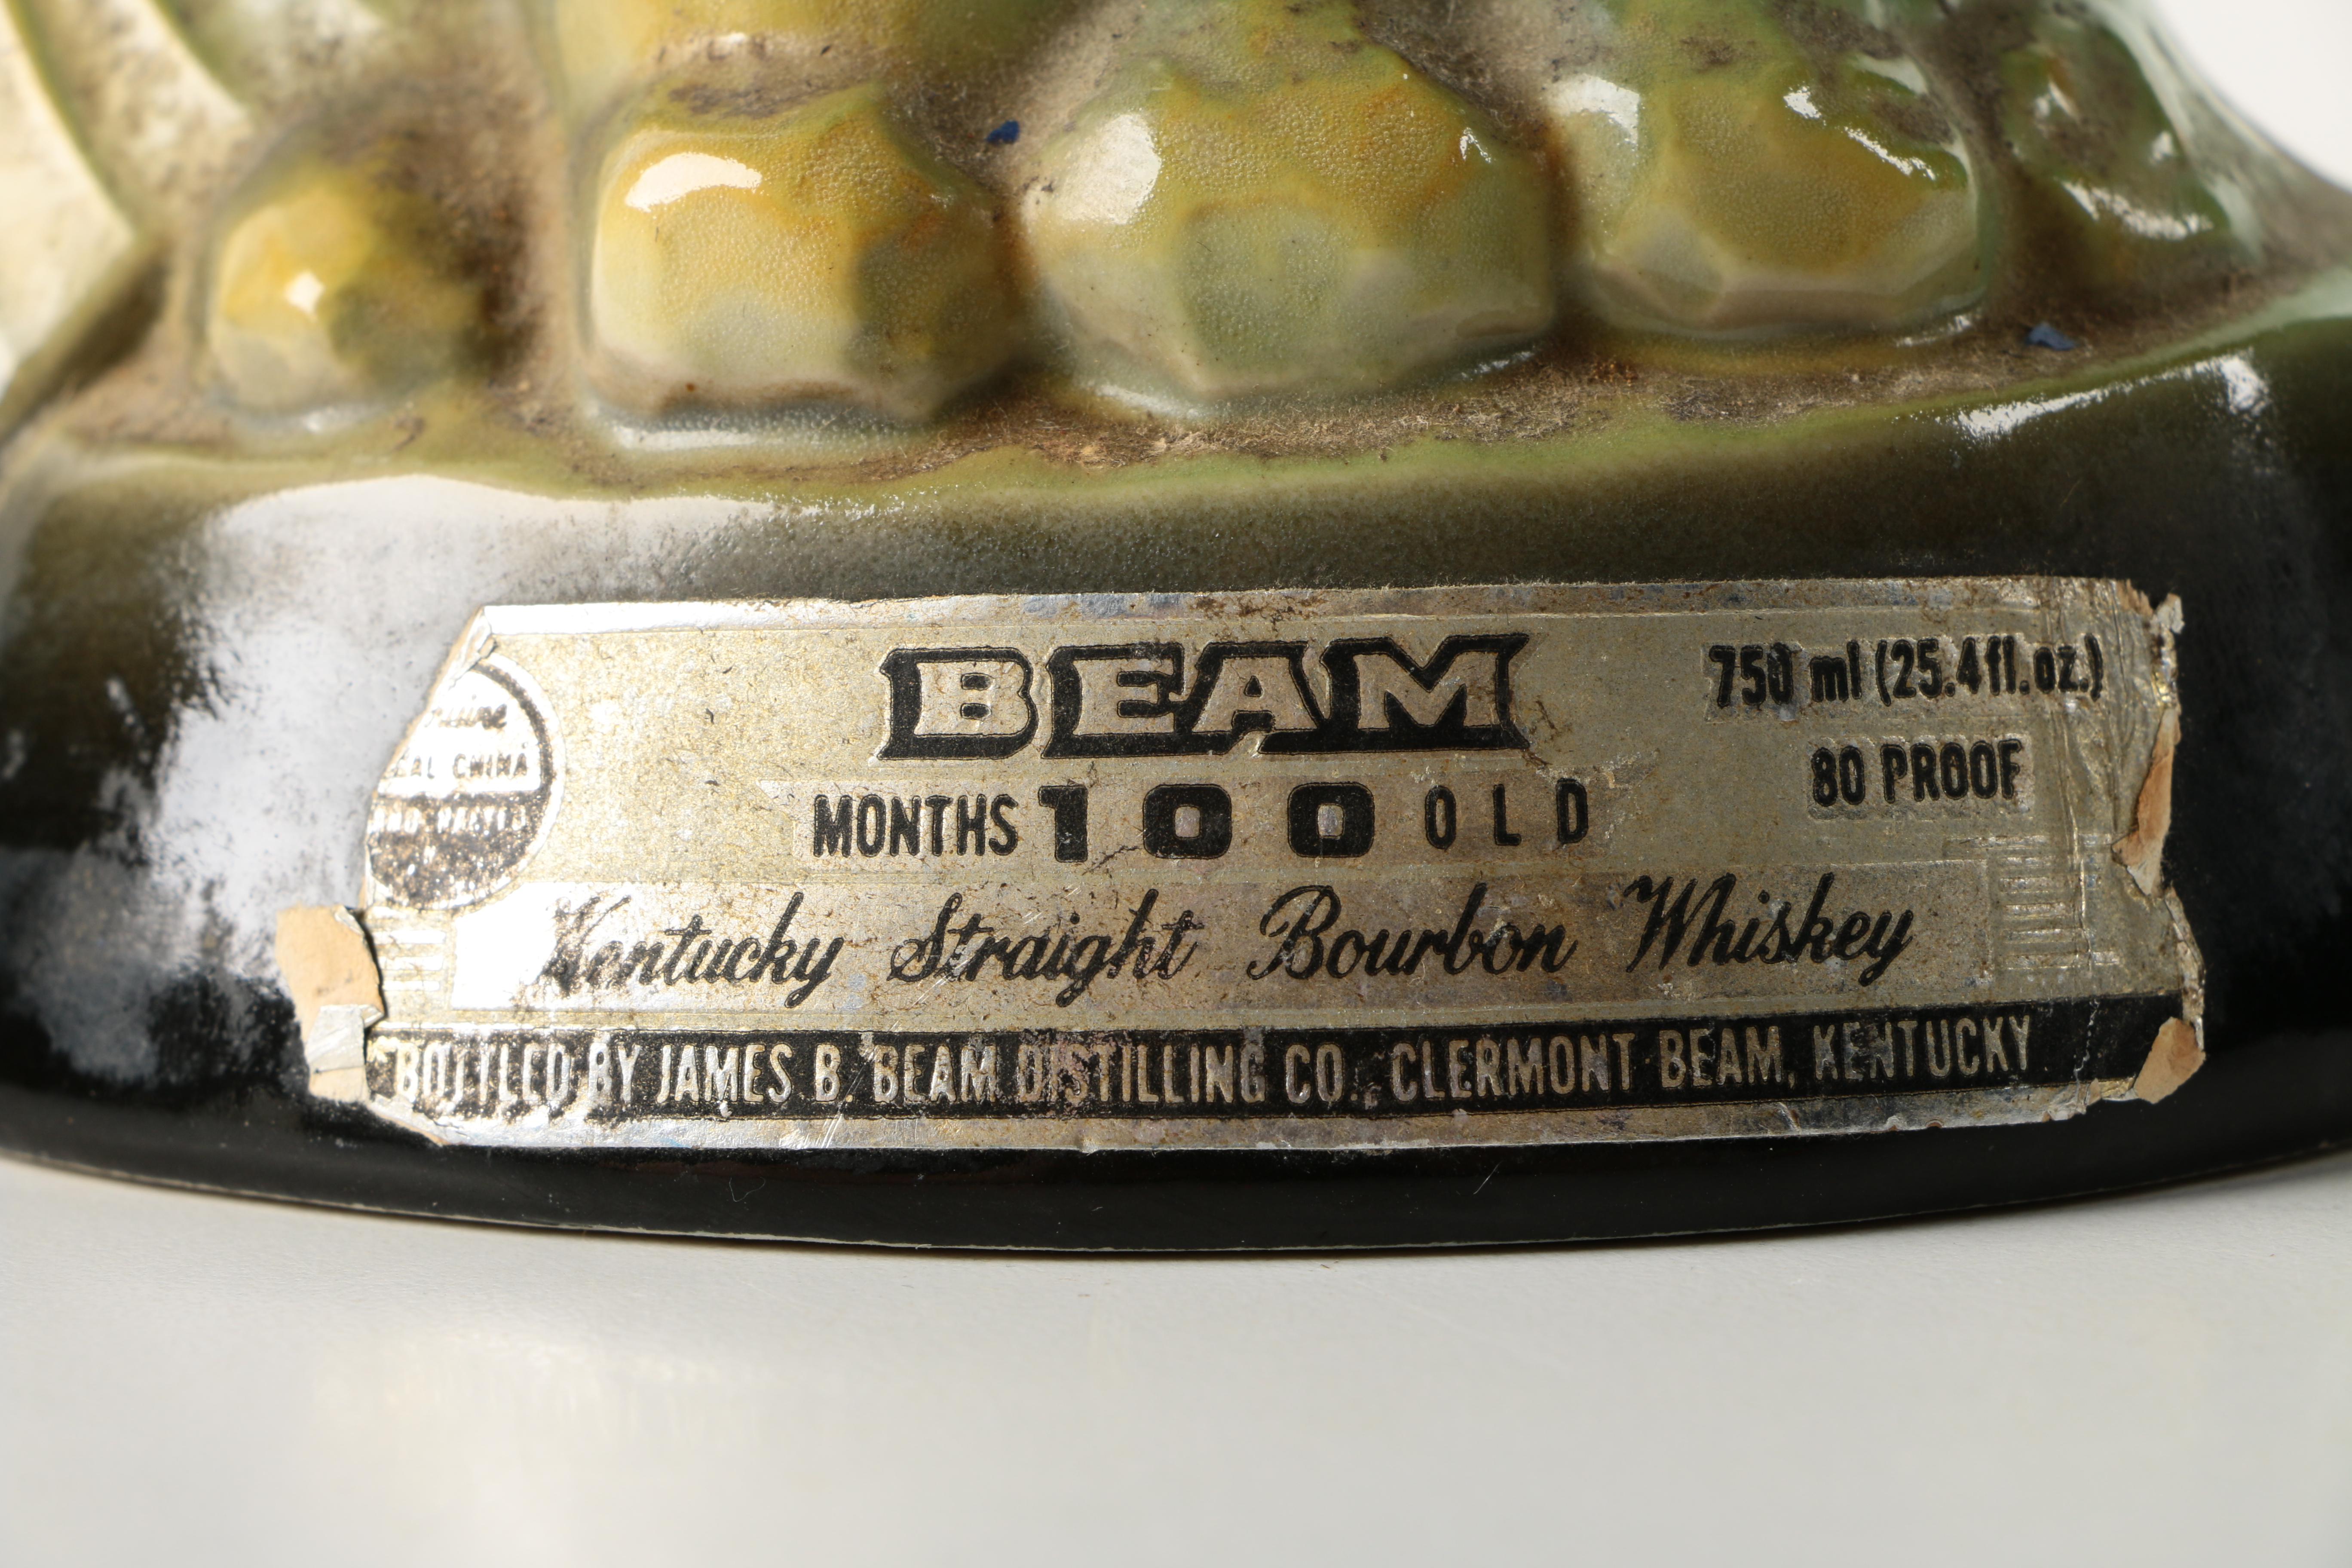 BEAM
750 ml (25.4 fl. oz.)
80 PROOF
CHINA
MONTHS 100 OLD
Kentucky Straight Bourbon Whiskey
BOTTLED BY JAMES B. BEAM DISTILLING CO., CLERMONT BEAM, KENTUCKY